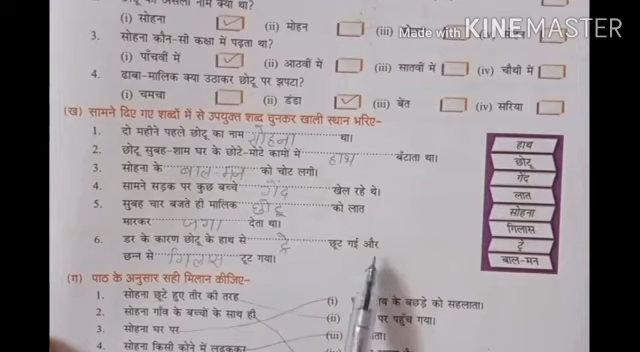 Made with KINEMASTER
(i) सोहना (ii) मोहन (iii)
3. सोहना कौन-सी कक्षा में पढ़ता था?
(i) पाँचवीं में (ii) आठवीं में (iii) सातवीं में (iv) चौथी में
4. ढाबा-मालिक क्या उठाकर छोटू पर झपटा?
(i) चमचा (ii) डंडा (iii) बेंत (iv) सरिया
(ख) सामने दिए गए शब्दों में से उपयुक्त शब्द चुनकर खाली स्थान भरिए-
1. दो महीने पहले छोटू का नाम सोहना था।
2. छोटू सुबह-शाम घर के छोटे-मोटे कामों में हाथ बँटाता था।
3. सोहना के बाल-मन को चोट लगी।
4. सामने सड़क पर कुछ बच्चे गेंद खेल रहे थे।
5. सुबह चार बजते ही मालिक छोटू को लात
मारकर जगा देता था।
6. डर के कारण छोटू के हाथ से ट्रे छूट गई और
छन्न से गिलास टूट गया।
हाथ
छोटू
गेंद
लात
सोहना
गिलास
ट्रे
बाल-मन
(ग) पाठ के अनुसार सही मिलान कीजिए-
1. सोहना छूटे हुए तीर की तरह (i) के बछड़े को सहलाता।
2. सोहना गाँव के बच्चों के साथ ही (ii) पर पहुँच गया।
3. सोहना घर पर (iii)
4. सोहना किसी कोने में लुढ़ककर